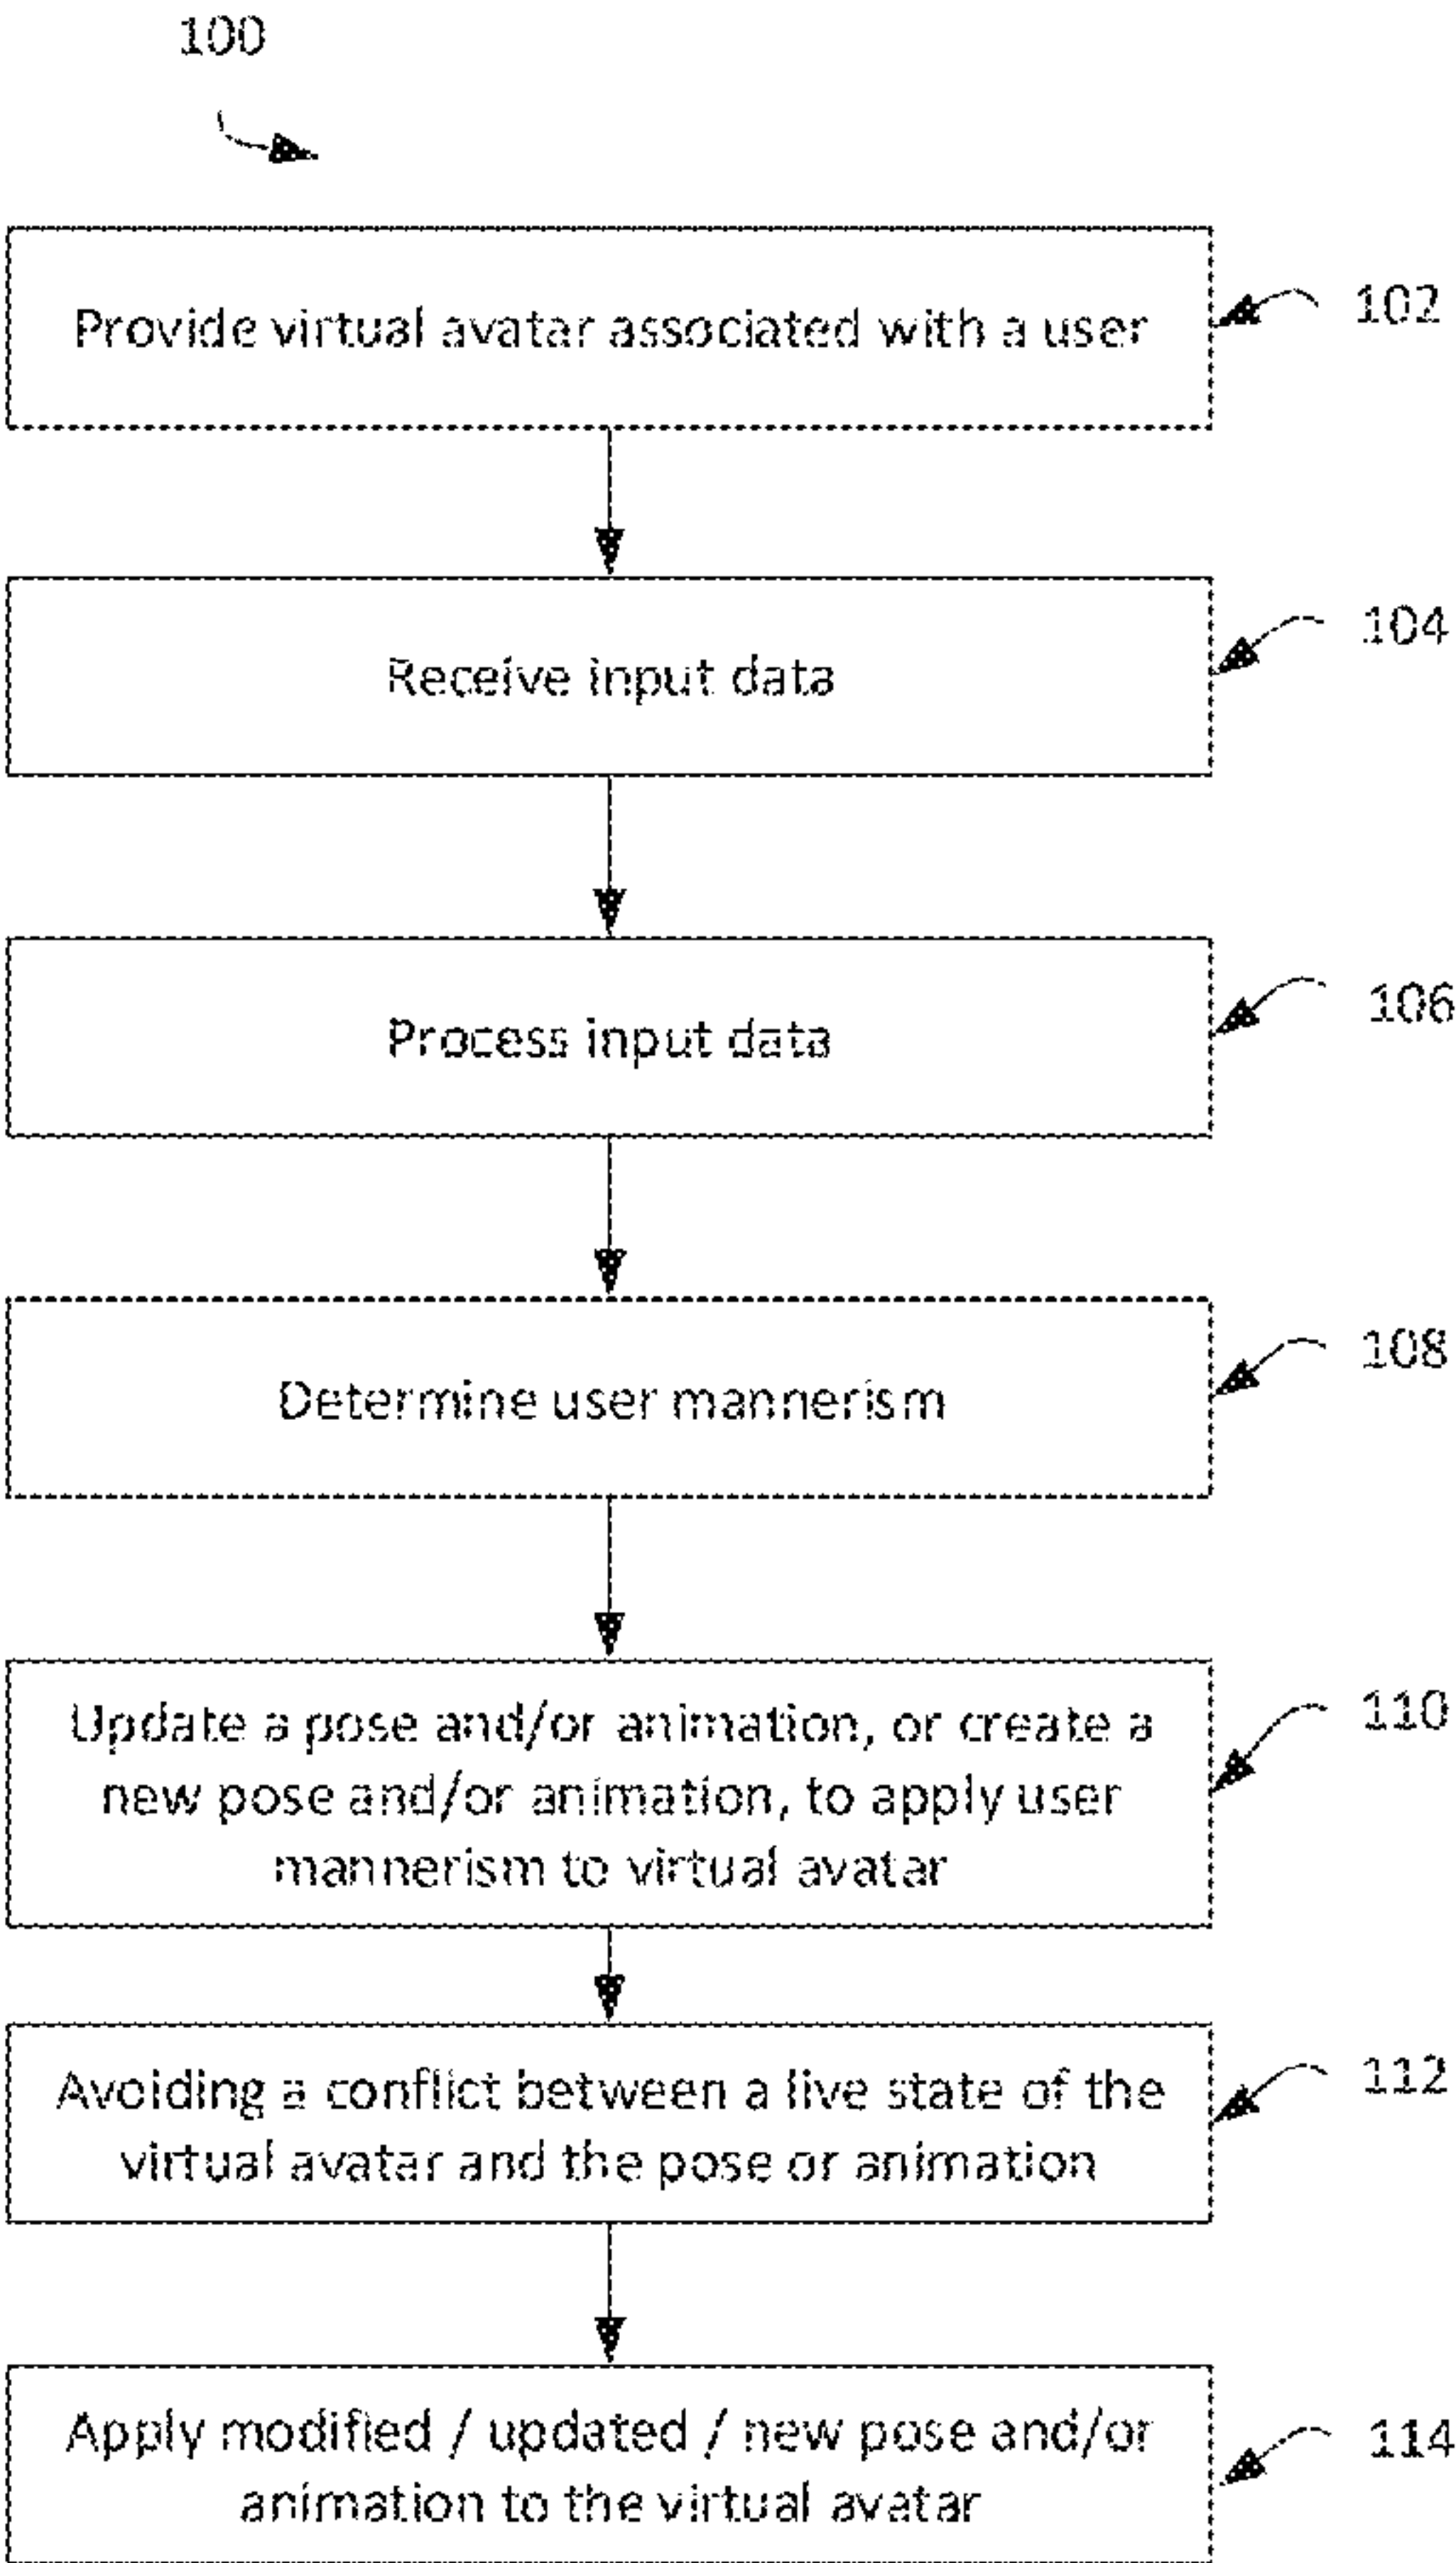 100
Provide virtual avatar associated with a user
102
Receive input data
104
Process input data
106
Determine user mannerism
108
Update a pose and/or animation, or create a
new pose and/or animation, to apply user
mannerism to virtual avatar
110
Avoiding a conflict between a live state of the
virtual avatar and the pose or animation
112
Apply modified / updated / new pose and/or
animation to the virtual avatar
114